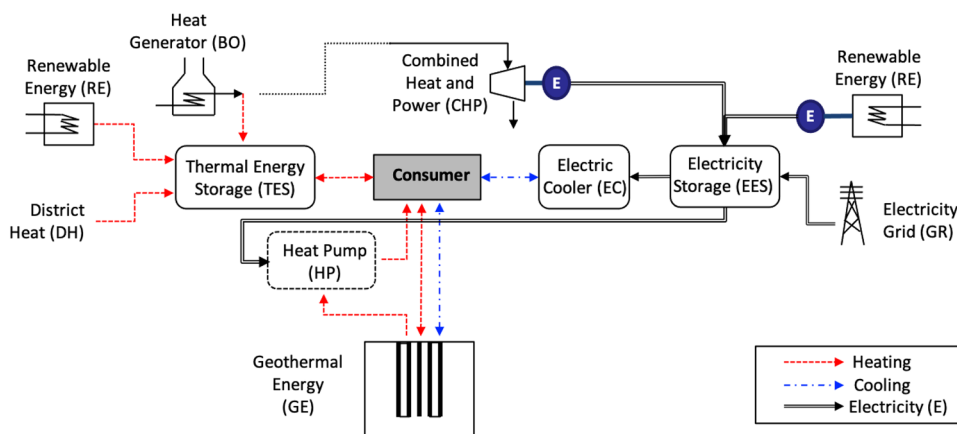 Heat
Generator (BO)
Renewable
Energy (RE)
Combined
Heat and
Power (CHP)
E
E
Renewable
Energy (RE)
Thermal Energy
Storage (TES)
Consumer
Electric
Cooler (EC)
Electricity
Storage (EES)
District
Heat (DH)
Electricity
Grid (GR)
Heat Pump
(HP)
Geothermal
Energy
(GE)
Heating
Cooling
Electricity (E)